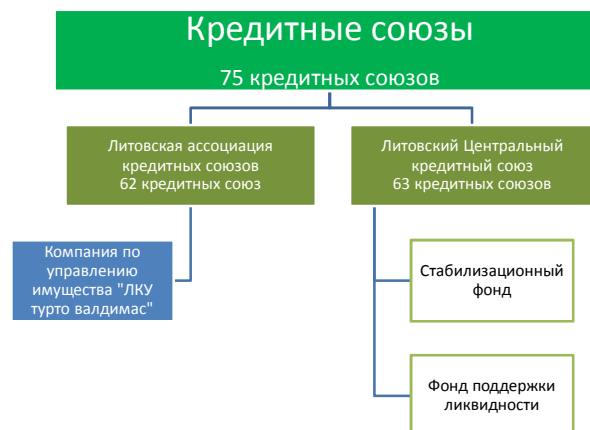 Кредитные союзы
75 кредитных союзов
Литовская ассоциация
кредитных союзов
62 кредитных союз
Литовский Центральный
кредитный союз
63 кредитных союзов
Компания по
управлению
имущества "ЛКУ
турто валдимас"
Стабилизационный
фонд
Фонд поддержки
ликвидности